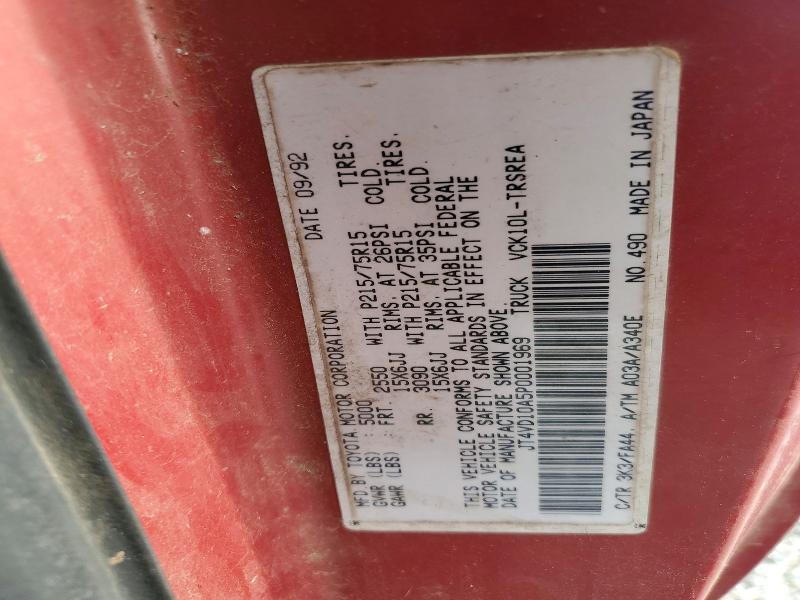 MFD BY TOYOTA MOTOR CORPORATION DATE 09/92
GVWR (LBS) : 5000
GAWR (LBS) : FRT. 2550 WITH P215/75R15 TIRES.
15X6JJ RIMS. AT 26PSI COLD.
RR. 3090 WITH P215/75R15 TIRES.
15X6JJ RIMS. AT 35PSI COLD.
THIS VEHICLE CONFORMS TO ALL APPLICABLE FEDERAL
MOTOR VEHICLE SAFETY STANDARDS IN EFFECT ON THE
DATE OF MANUFACTURE SHOWN ABOVE.
JT4VD10A5P0001969 TRUCK VCK10L-TRSREA
C/TR 3K3/FA44 A/TM A03A/A340E NO.490 MADE IN JAPAN